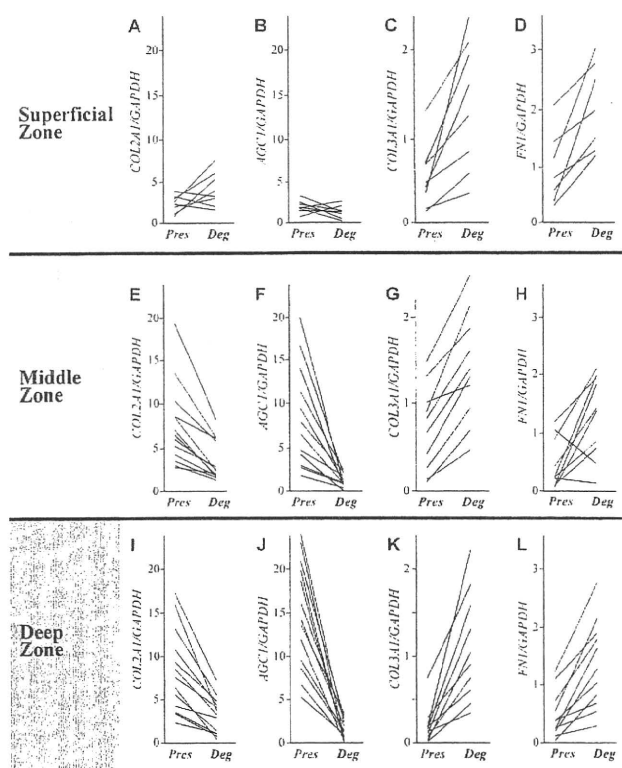 A B C D
Superficial
Zone
COL2A1/GAPDH
20
15
10
5
0
Pres Deg
AGC1/GAPDH
20
15
10
5
0
Pres Deg
COL3A1/GAPDH
2
1
0
Pres Deg
FN1/GAPDH
3
2
1
0
Pres Deg
E F G H
Middle
Zone
COL2A1/GAPDH
20
15
10
5
0
Pres Deg
AGC1/GAPDH
20
15
10
5
0
Pres Deg
COL3A1/GAPDH
2
1
0
Pres Deg
FN1/GAPDH
3
2
1
0
Pres Deg
I J K L
Deep
Zone
COL2A1/GAPDH
20
15
10
5
0
Pres Deg
AGC1/GAPDH
20
15
10
5
0
Pres Deg
COL3A1/GAPDH
2
1
0
Pres Deg
FN1/GAPDH
3
2
1
0
Pres Deg